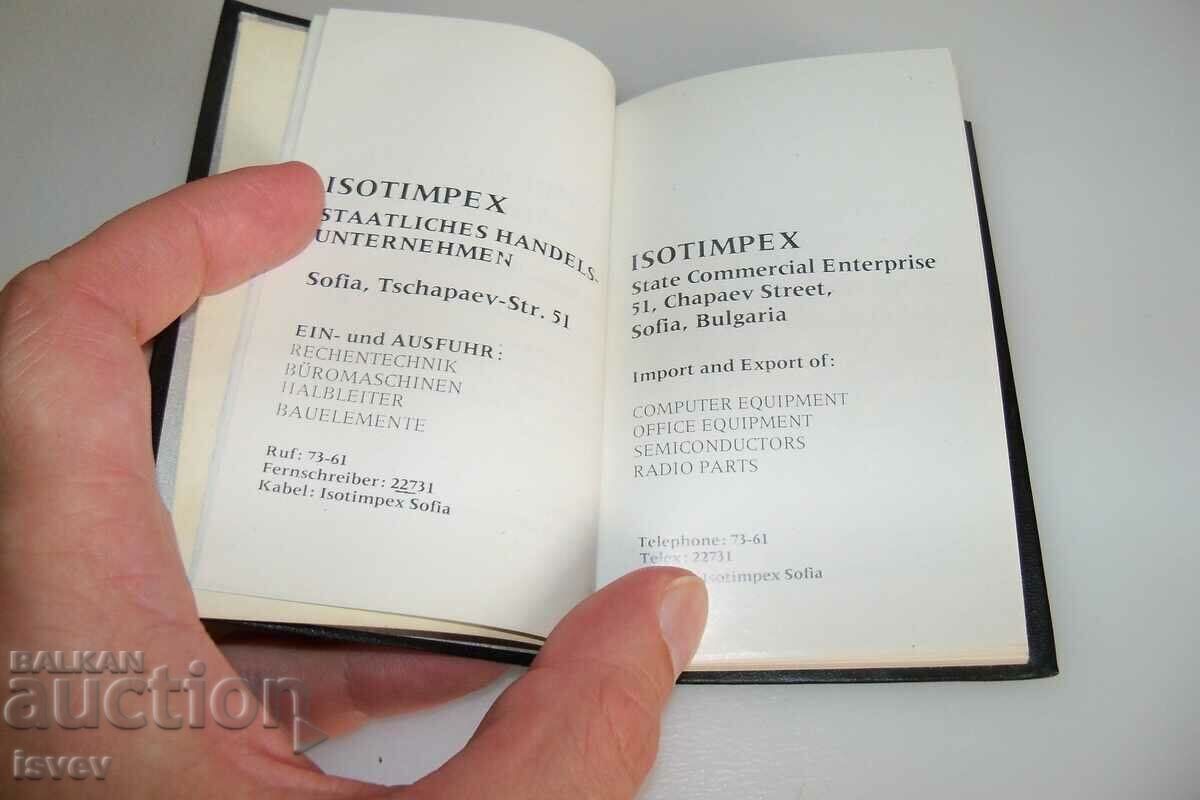 ISOTIMPEX
STAATLICHES HANDELS-
UNTERNEHMEN
Sofia, Tschapaev-Str. 51
EIN- und AUSFUHR:
RECHENTECHNIK
BÜROMASCHINEN
HALBLEITER
BAUELEMENTE
Ruf: 73-61
Fernschreiber: 22731
Kabel: Isotimpex Sofia
ISOTIMPEX
State Commercial Enterprise
51, Chapaev Street,
Sofia, Bulgaria
Import and Export of:
COMPUTER EQUIPMENT
OFFICE EQUIPMENT
SEMICONDUCTORS
RADIO PARTS
Telephone: 73-61
Telex: 22731
Isotimpex Sofia
BALKAN
auction
isvev